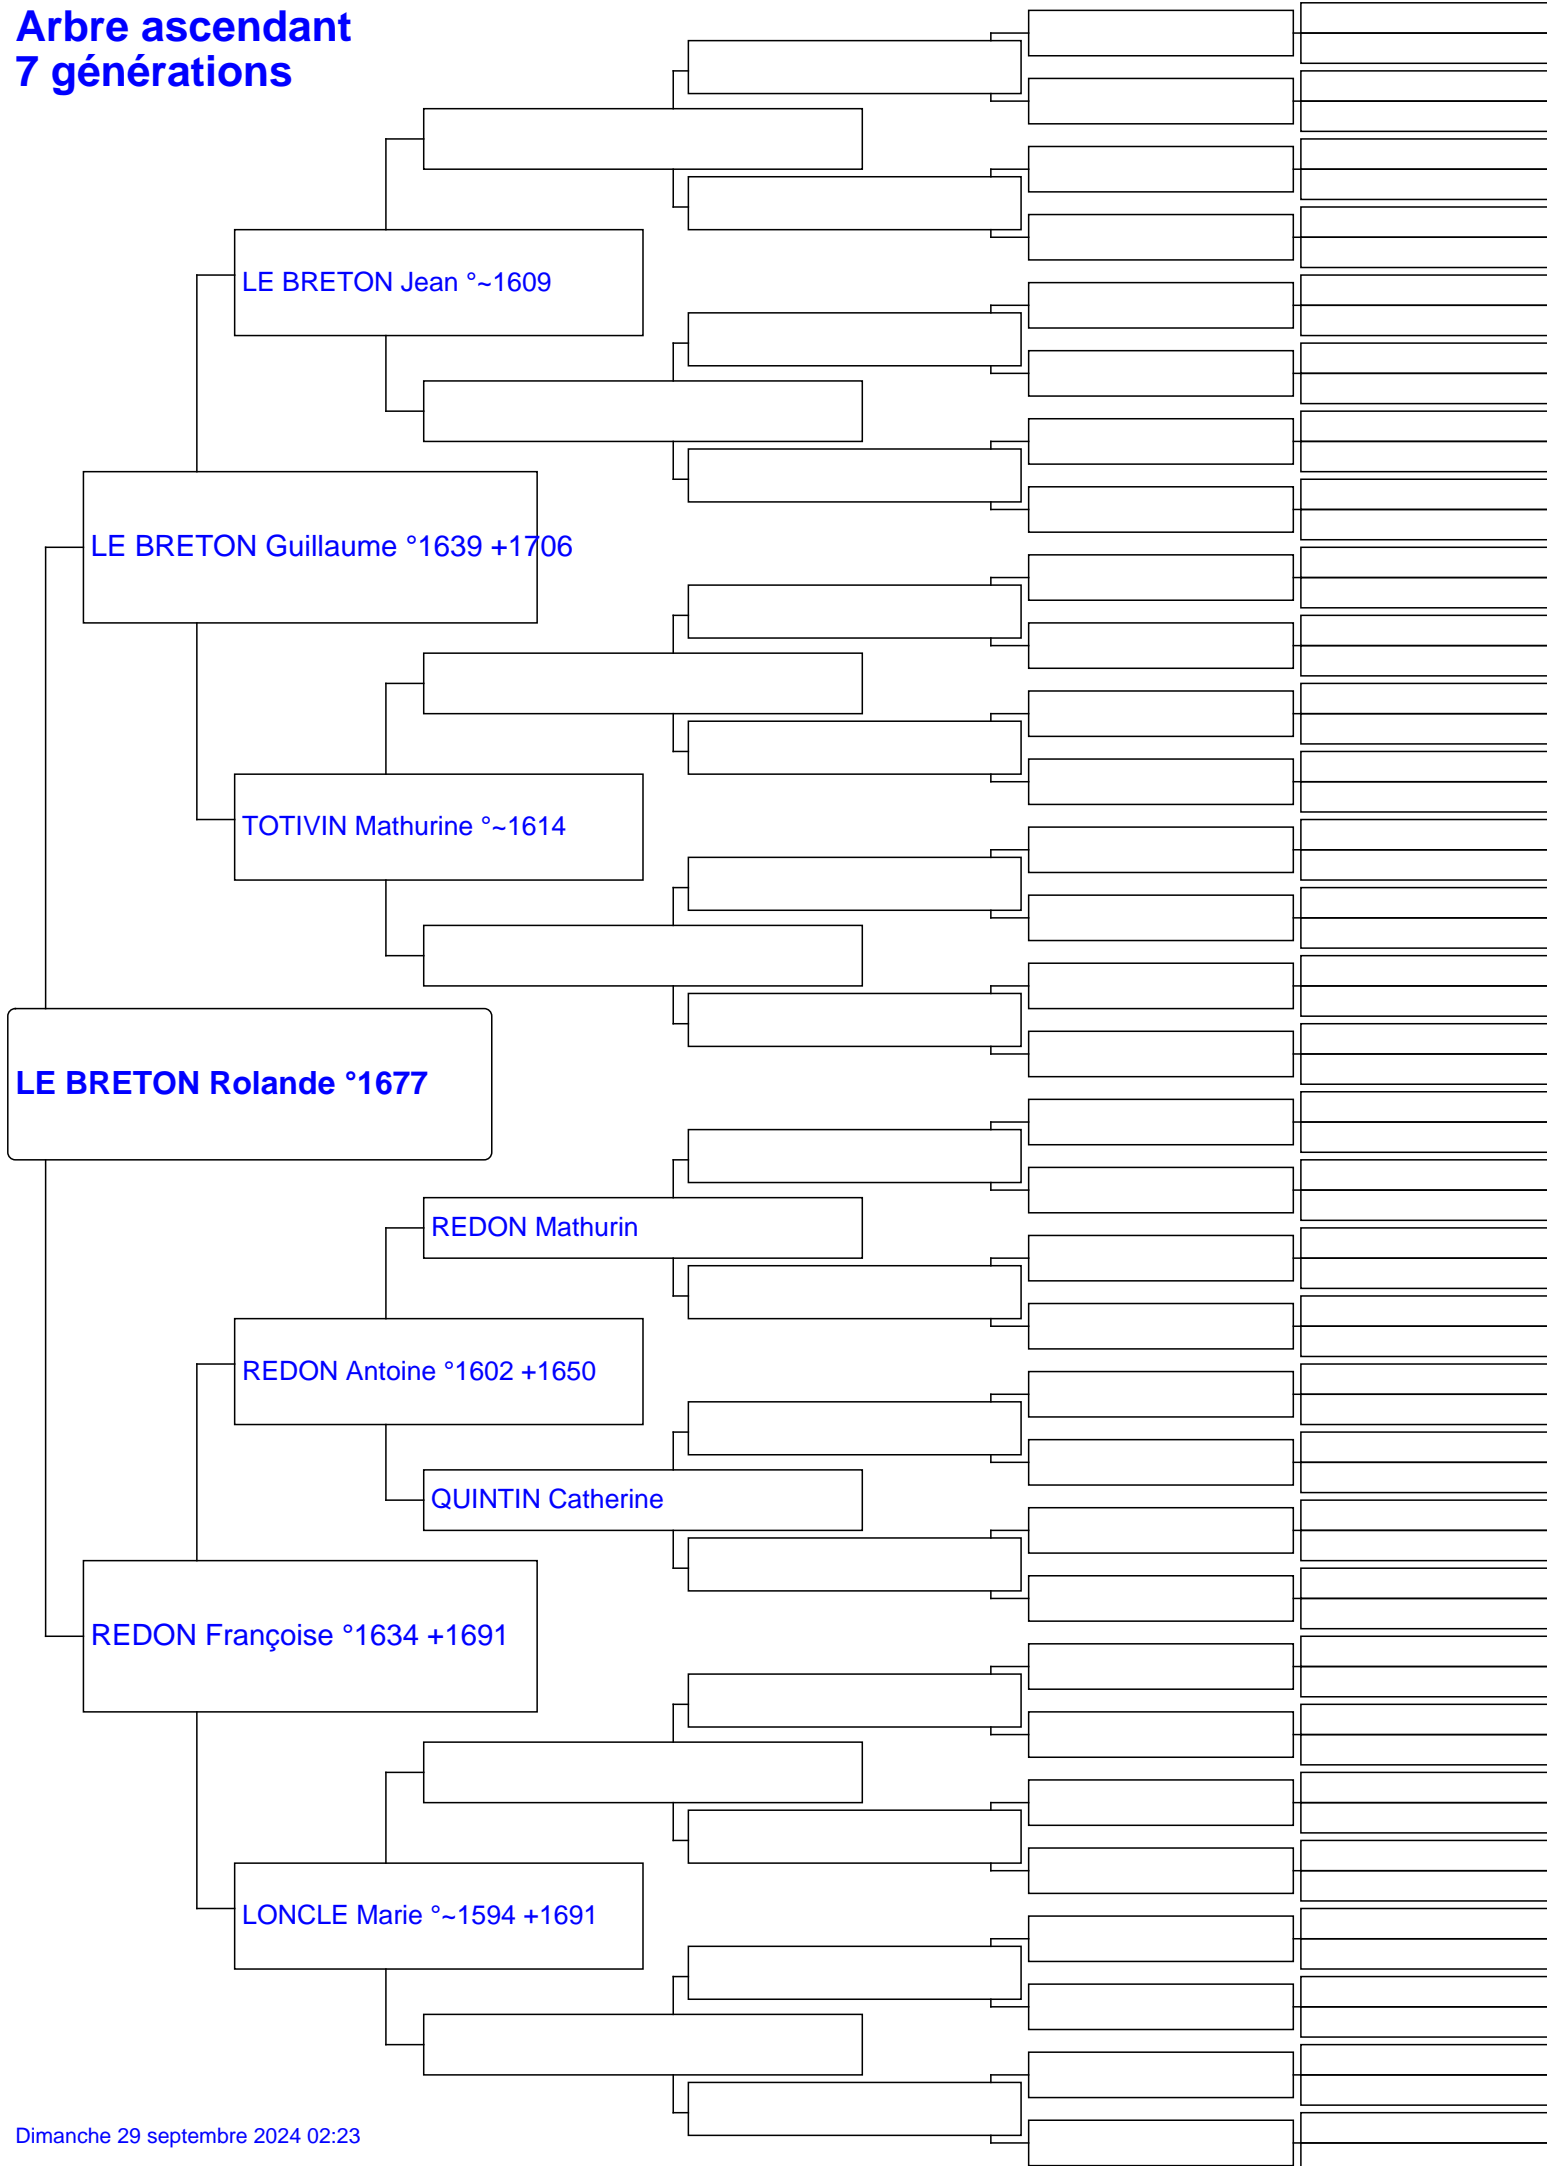 Arbre ascendant
7 générations
LE BRETON Jean °~1609
LE BRETON Guillaume °1639 +1706
TOTIVIN Mathurine °~1614
LE BRETON Rolande °1677
REDON Mathurin
REDON Antoine °1602 +1650
QUINTIN Catherine
REDON Françoise °1634 +1691
LONCLE Marie °~1594 +1691
Dimanche 29 septembre 2024 02:23